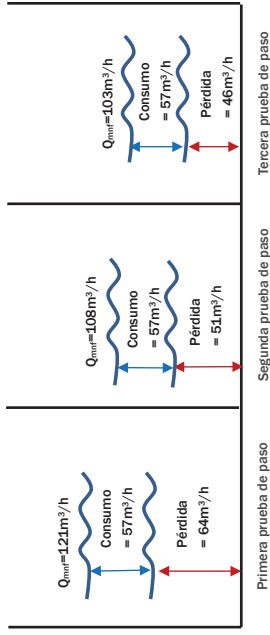 Qmnf=121m³/h
Consumo
= 57m³/h
Pérdida
= 64m³/h
Primera prueba de paso
Qmnf=108m³/h
Consumo
= 57m³/h
Pérdida
= 51m³/h
Segunda prueba de paso
Qmnf=103m³/h
Consumo
= 57m³/h
Pérdida
= 46m³/h
Tercera prueba de paso